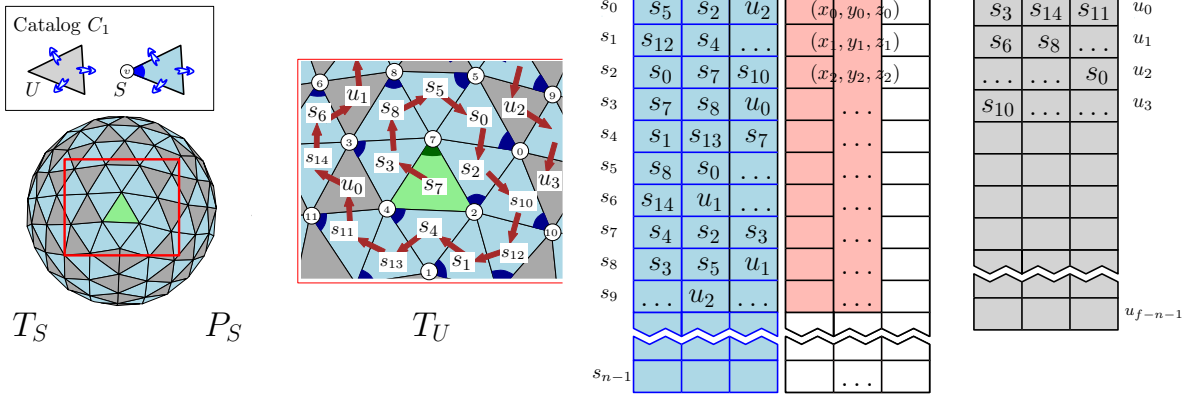 Catalog C₁
U
v
S
T_S
P_S
6
8
5
9
u₁
s₅
u₂
s₆
s₈
s₀
7
3
0
s₁₄
s₃
s₂
u₃
u₀
s₇
s₁₀
11
4
2
10
s₁₁
s₄
s₁₂
s₁₃
s₁
1
T_U
s₀ s₅ s₂ u₂ (x₀, y₀, z₀)
s₁ s₁₂ s₄ ... (x₁, y₁, z₁)
s₂ s₀ s₇ s₁₀ (x₂, y₂, z₂)
s₃ s₇ s₈ u₀ ...
s₄ s₁ s₁₃ s₇ ...
s₅ s₈ s₀ ... ...
s₆ s₁₄ u₁ ... ...
s₇ s₄ s₂ s₃ ...
s₈ s₃ s₅ u₁ ...
s₉ ... u₂ ... ...
s_{n−1} ...
s₃ s₁₄ s₁₁ u₀
s₆ s₈ ... u₁
... ... s₀ u₂
s₁₀ ... ... u₃
u_{f−n−1}